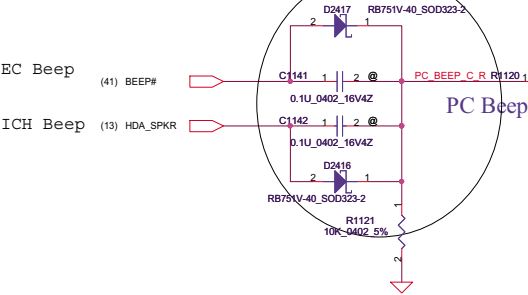 D2417 RB751V-40_SOD323-2
2 1
EC Beep (41) BEEP# C1141 1 2 @ PC_BEEP_C_R R1120 1
0.1U_0402_16V4Z PC Beep
ICH Beep (13) HDA_SPKR C1142 1 2 @
0.1U_0402_16V4Z
D2416
2 1
RB751V-40_SOD323-2
1
R1121
10K_0402_5%
2